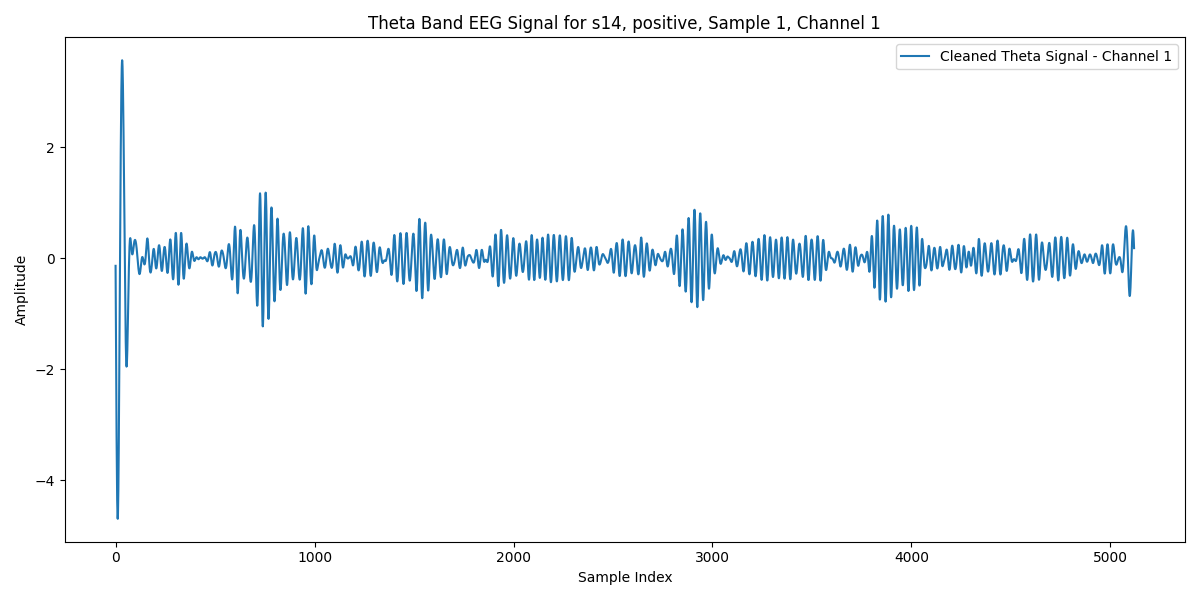 Theta Band EEG Signal for s14, positive, Sample 1, Channel 1
Cleaned Theta Signal - Channel 1
Amplitude
2
0
−2
−4
0 1000 2000 3000 4000 5000
Sample Index